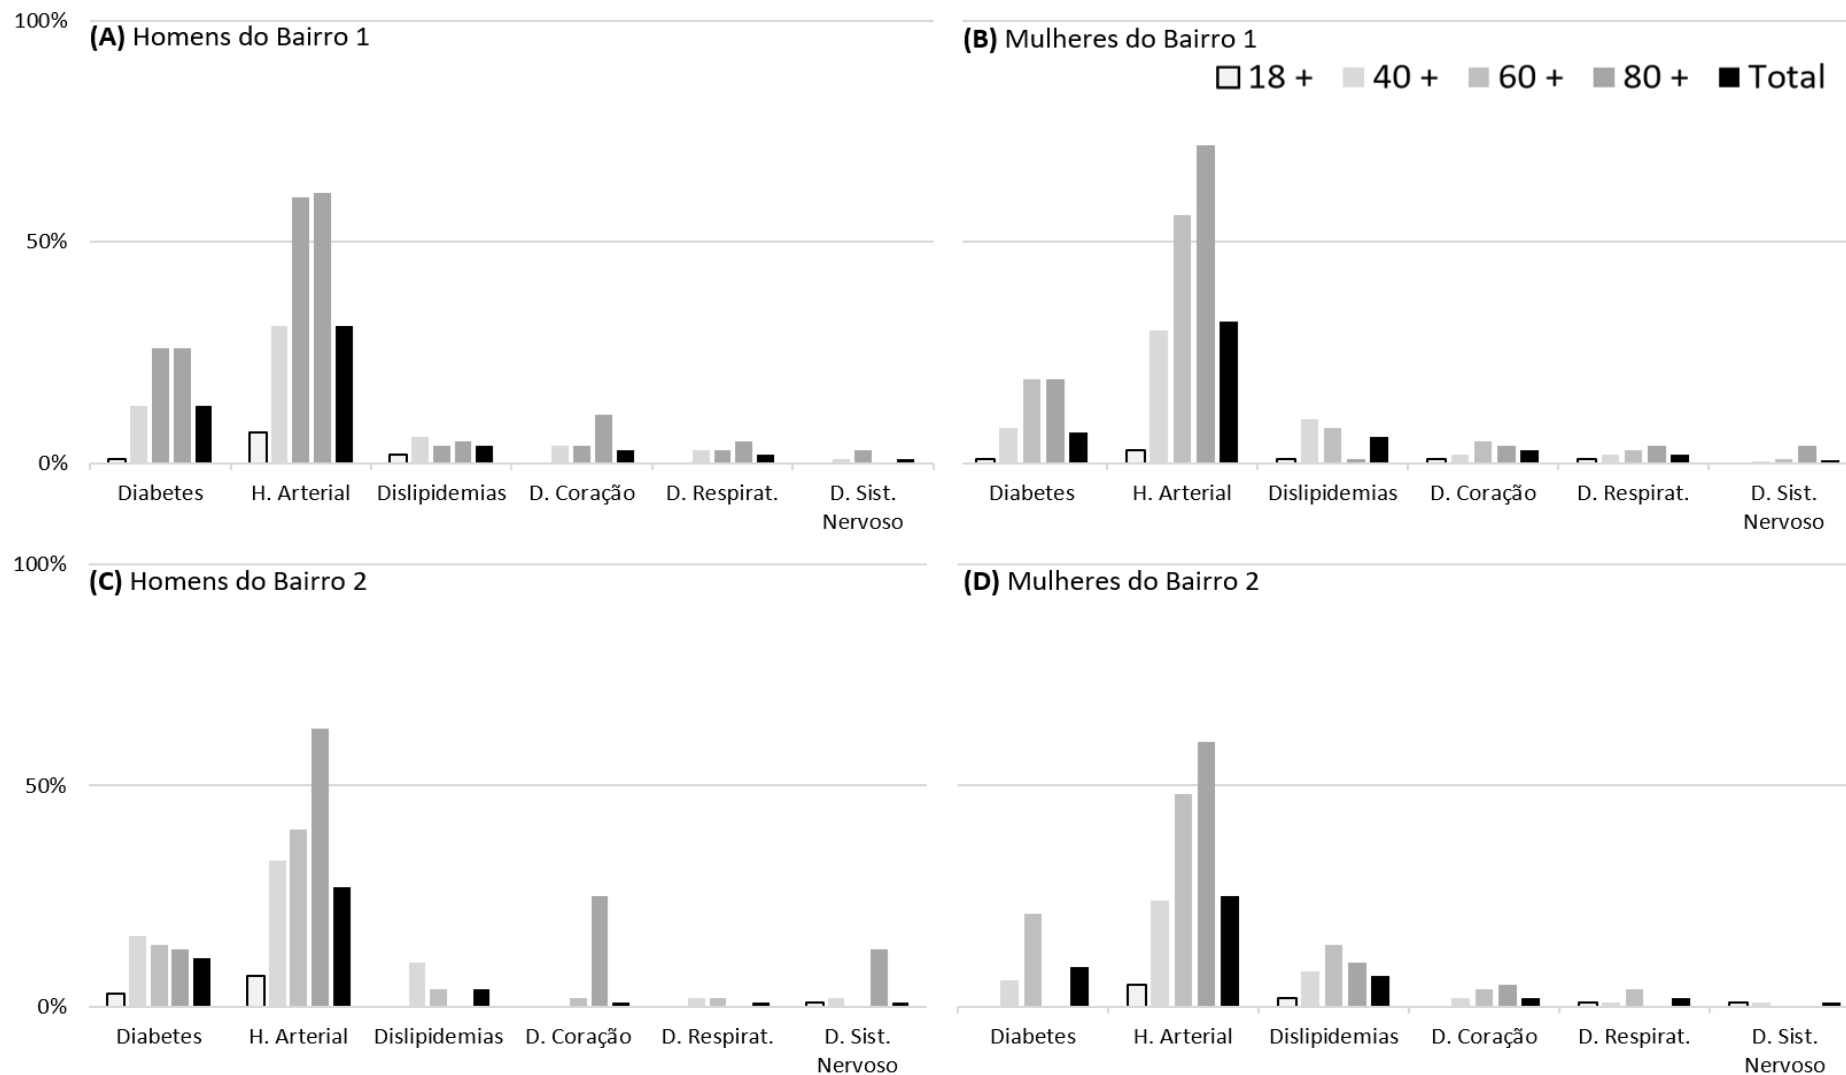 100%
(A) Homens do Bairro 1
(B) Mulheres do Bairro 1
18 + 40 + 60 + 80 + Total
50%
0%
Diabetes H. Arterial Dislipidemias D. Coração D. Respirat. D. Sist.
Nervoso
Diabetes H. Arterial Dislipidemias D. Coração D. Respirat. D. Sist.
Nervoso
100%
(C) Homens do Bairro 2
(D) Mulheres do Bairro 2
50%
0%
Diabetes H. Arterial Dislipidemias D. Coração D. Respirat. D. Sist.
Nervoso
Diabetes H. Arterial Dislipidemias D. Coração D. Respirat. D. Sist.
Nervoso